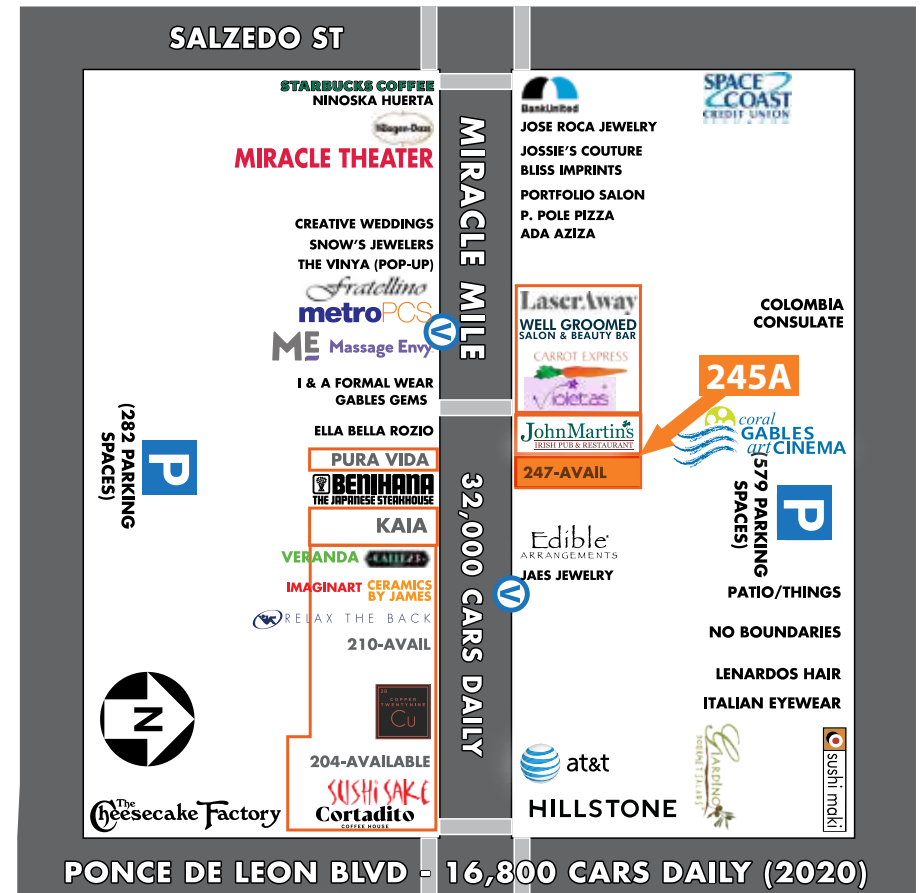 SALZEDO ST
STARBUCKS COFFEE
NINOSKA HUERTA
Häagen-Dazs
MIRACLE THEATER
CREATIVE WEDDINGS
SNOW'S JEWELERS
THE VINYA (POP-UP)
Fratellino
metroPCS
ME Massage Envy
I & A FORMAL WEAR
GABLES GEMS
ELLA BELLA ROZIO
PURA VIDA
BENIHANA
THE JAPANESE STEAKHOUSE
KAIA
VERANDA
IMAGINART CERAMICS
BY JAMES
RELAX THE BACK
210-AVAIL
29
COPPER
TWENTYNINE
Cu
204-AVAILABLE
SUSHI SAKE
Cortadito
COFFEE HOUSE
(282 PARKING
SPACES)
P
N
The
Cheesecake Factory
MIRACLE MILE
V
32,000 CARS DAILY
V
BankUnited
JOSE ROCA JEWELRY
JOSSIE'S COUTURE
BLISS IMPRINTS
PORTFOLIO SALON
P. POLE PIZZA
ADA AZIZA
LaserAway
WELL GROOMED
SALON & BEAUTY BAR
CARROT EXPRESS
Violetas
JohnMartin's
IRISH PUB & RESTAURANT
247-AVAIL
Edible
ARRANGEMENTS
JAES JEWELRY
at&t
HILLSTONE
SPACE
COAST
CREDIT UNION
COLOMBIA
CONSULATE
245A
coral
GABLES
art CINEMA
(579 PARKING
SPACES)
P
PATIO/THINGS
NO BOUNDARIES
LENARDOS HAIR
ITALIAN EYEWEAR
GIARDINO
GOURMET SALADS
sushi maki
PONCE DE LEON BLVD - 16,800 CARS DAILY (2020)